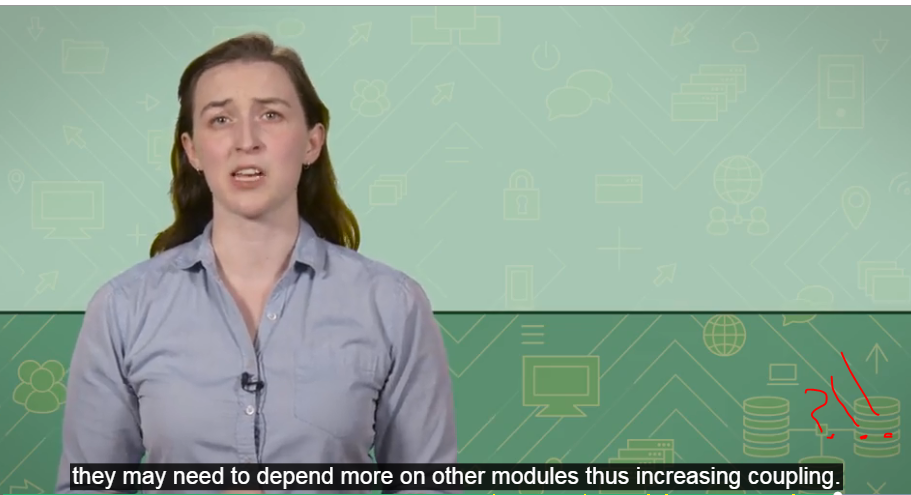 ?!!
they may need to depend more on other modules thus increasing coupling.